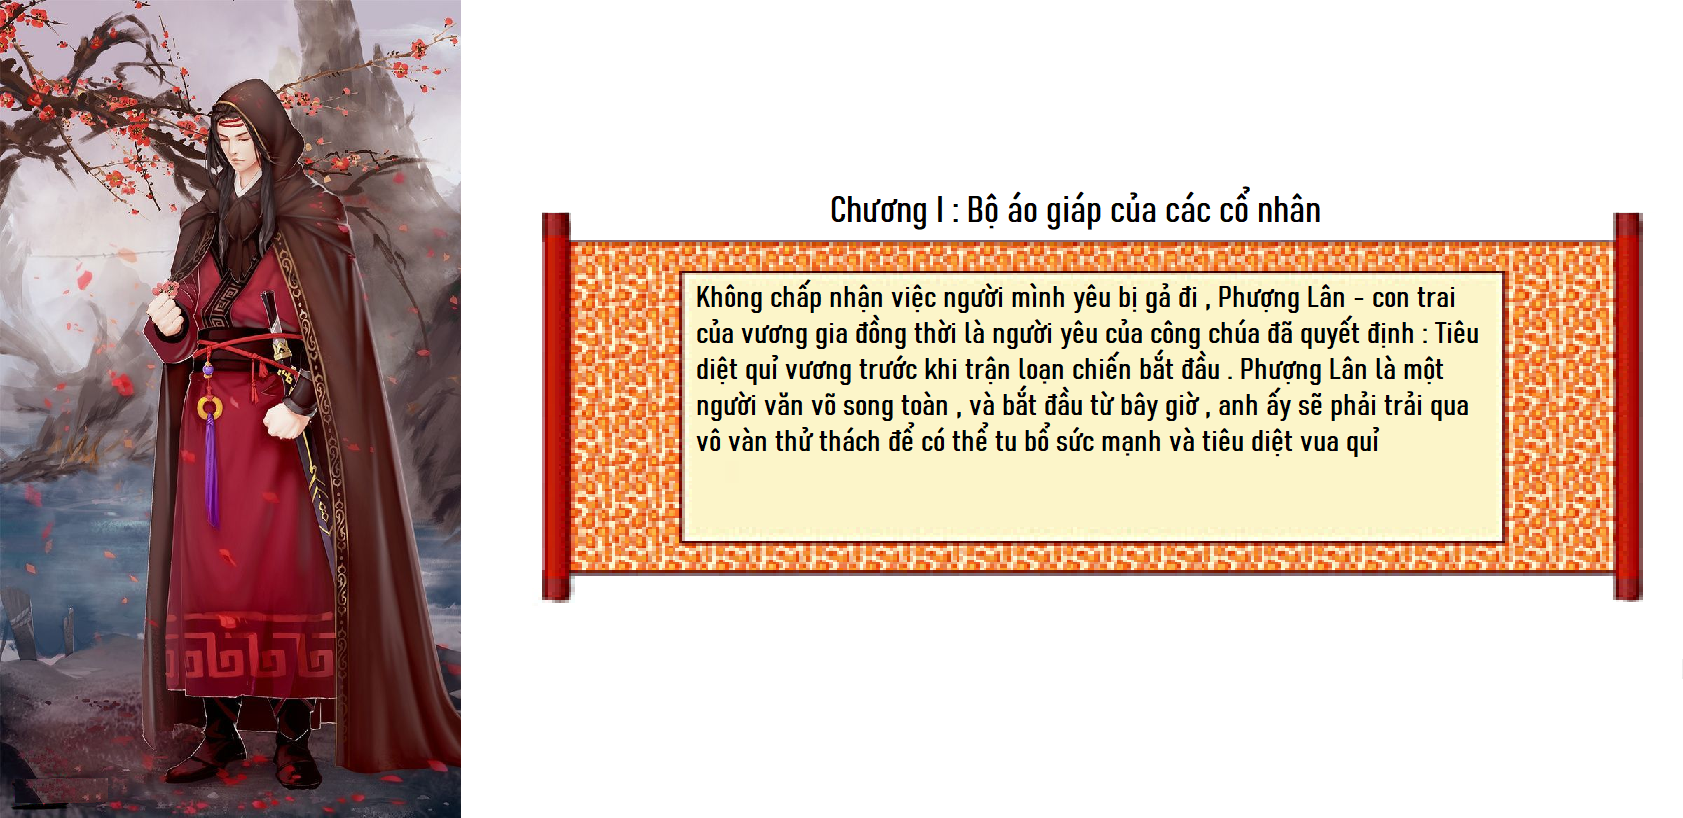 Chương I : Bộ áo giáp của các cổ nhân
Không chấp nhận việc người mình yêu bị gả đi , Phượng Lân - con trai
của vương gia đồng thời là người yêu của công chúa đã quyết định : Tiêu
diệt quỉ vương trước khi trận loạn chiến bắt đầu . Phượng Lân là một
người văn võ song toàn , và bắt đầu từ bây giờ , anh ấy sẽ phải trải qua
vô vàn thử thách để có thể tu bổ sức mạnh và tiêu diệt vua quỉ